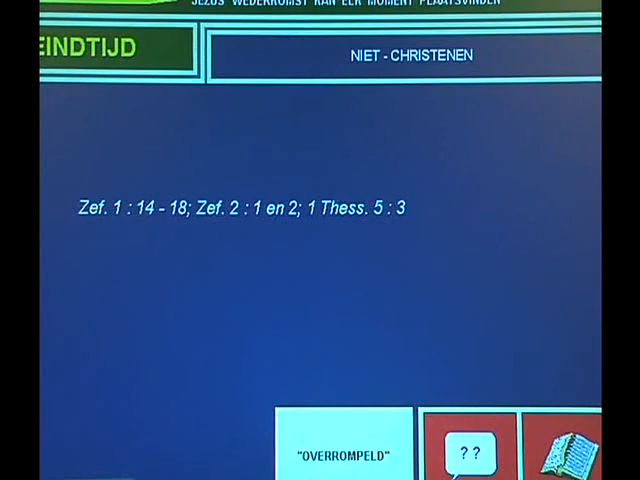 JEZUS WEDERKOMST KAN ELK MOMENT PLAATSVINDEN
EINDTIJD
NIET - CHRISTENEN
Zef. 1 : 14 - 18; Zef. 2 : 1 en 2; 1 Thess. 5 : 3
"OVERROMPELD"
? ?